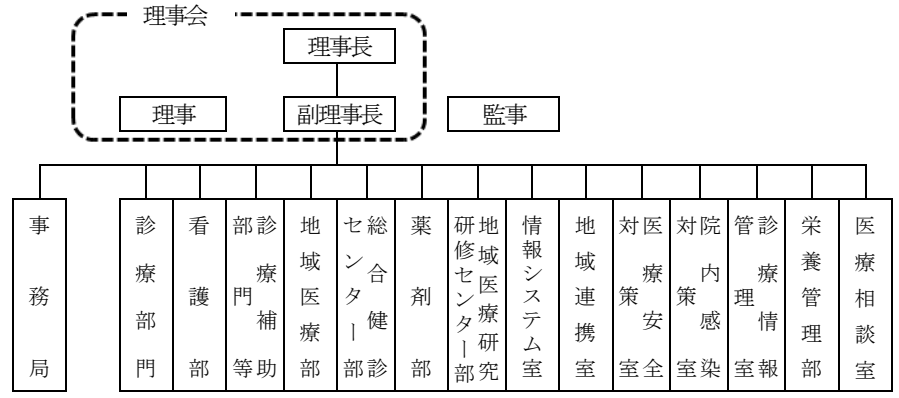 理事会
理事長
理事
副理事長
監事
事務局
診療部門
看護部
診療補助
部門等
地域医療部
総合健診
センター部
薬剤部
地域医療研究
研修センター部
情報システム室
地域連携室
医療安全
対策室
院内感染
対策室
診療情報
管理室
栄養管理部
医療相談室